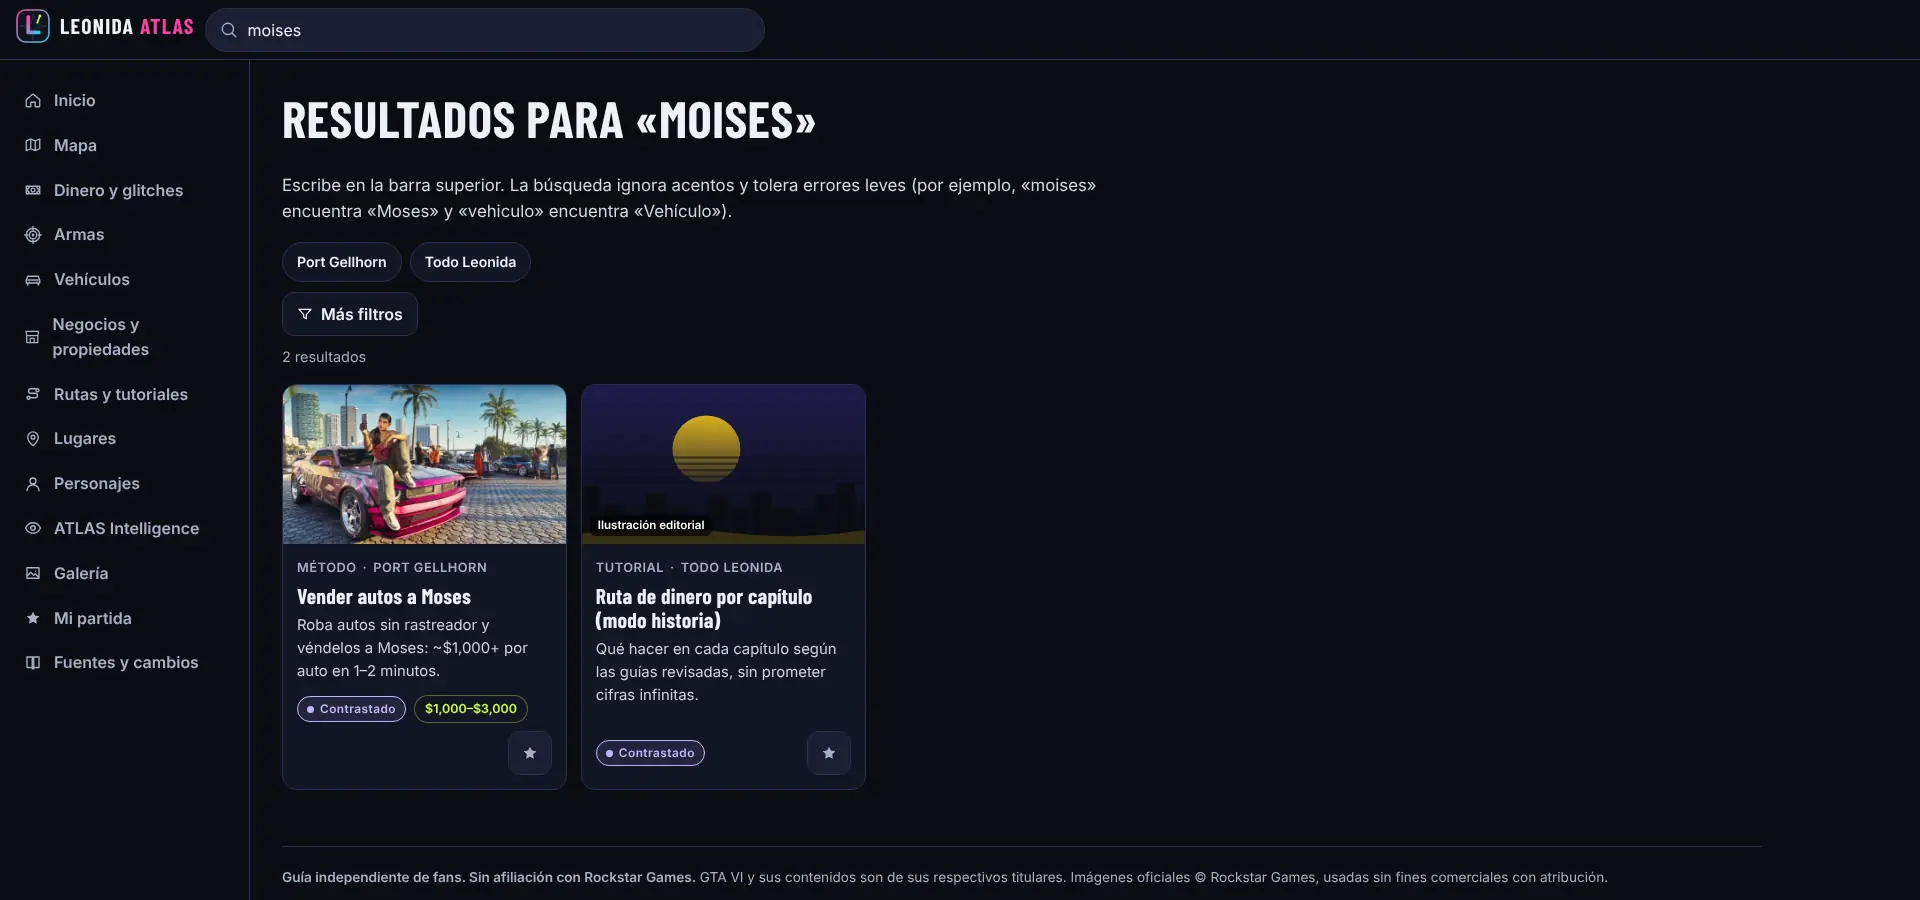 LEONIDA ATLAS
moises
Inicio
Mapa
Dinero y glitches
Armas
Vehículos
Negocios y
propiedades
Rutas y tutoriales
Lugares
Personajes
ATLAS Intelligence
Galería
Mi partida
Fuentes y cambios
RESULTADOS PARA «MOISES»
Escribe en la barra superior. La búsqueda ignora acentos y tolera errores leves (por ejemplo, «moises»
encuentra «Moses» y «vehiculo» encuentra «Vehículo»).
Port Gellhorn
Todo Leonida
Más filtros
2 resultados
MÉTODO · PORT GELLHORN
Vender autos a Moses
Roba autos sin rastreador y
véndelos a Moses: ~$1,000+ por
auto en 1–2 minutos.
Contrastado
$1,000–$3,000
Ilustración editorial
TUTORIAL · TODO LEONIDA
Ruta de dinero por capítulo
(modo historia)
Qué hacer en cada capítulo según
las guías revisadas, sin prometer
cifras infinitas.
Contrastado
Guía independiente de fans. Sin afiliación con Rockstar Games. GTA VI y sus contenidos son de sus respectivos titulares. Imágenes oficiales © Rockstar Games, usadas sin fines comerciales con atribución.